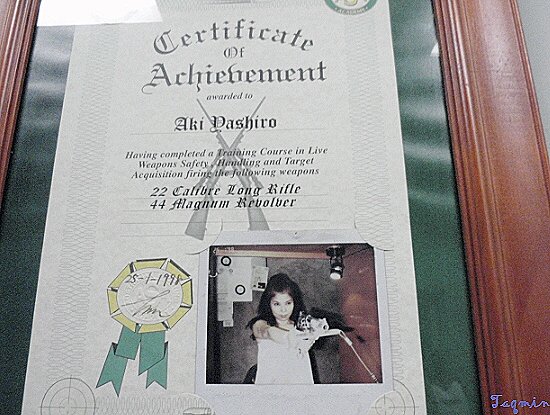 Certificate
Of
Achievement
awarded to
Aki Yashiro
Having completed a Training Course in Live
Weapons Safety, Handling and Target
Acquisition firing the following weapons
22 Calibre Long Rifle
44 Magnum Revolver
25-1-1998
Taqmin